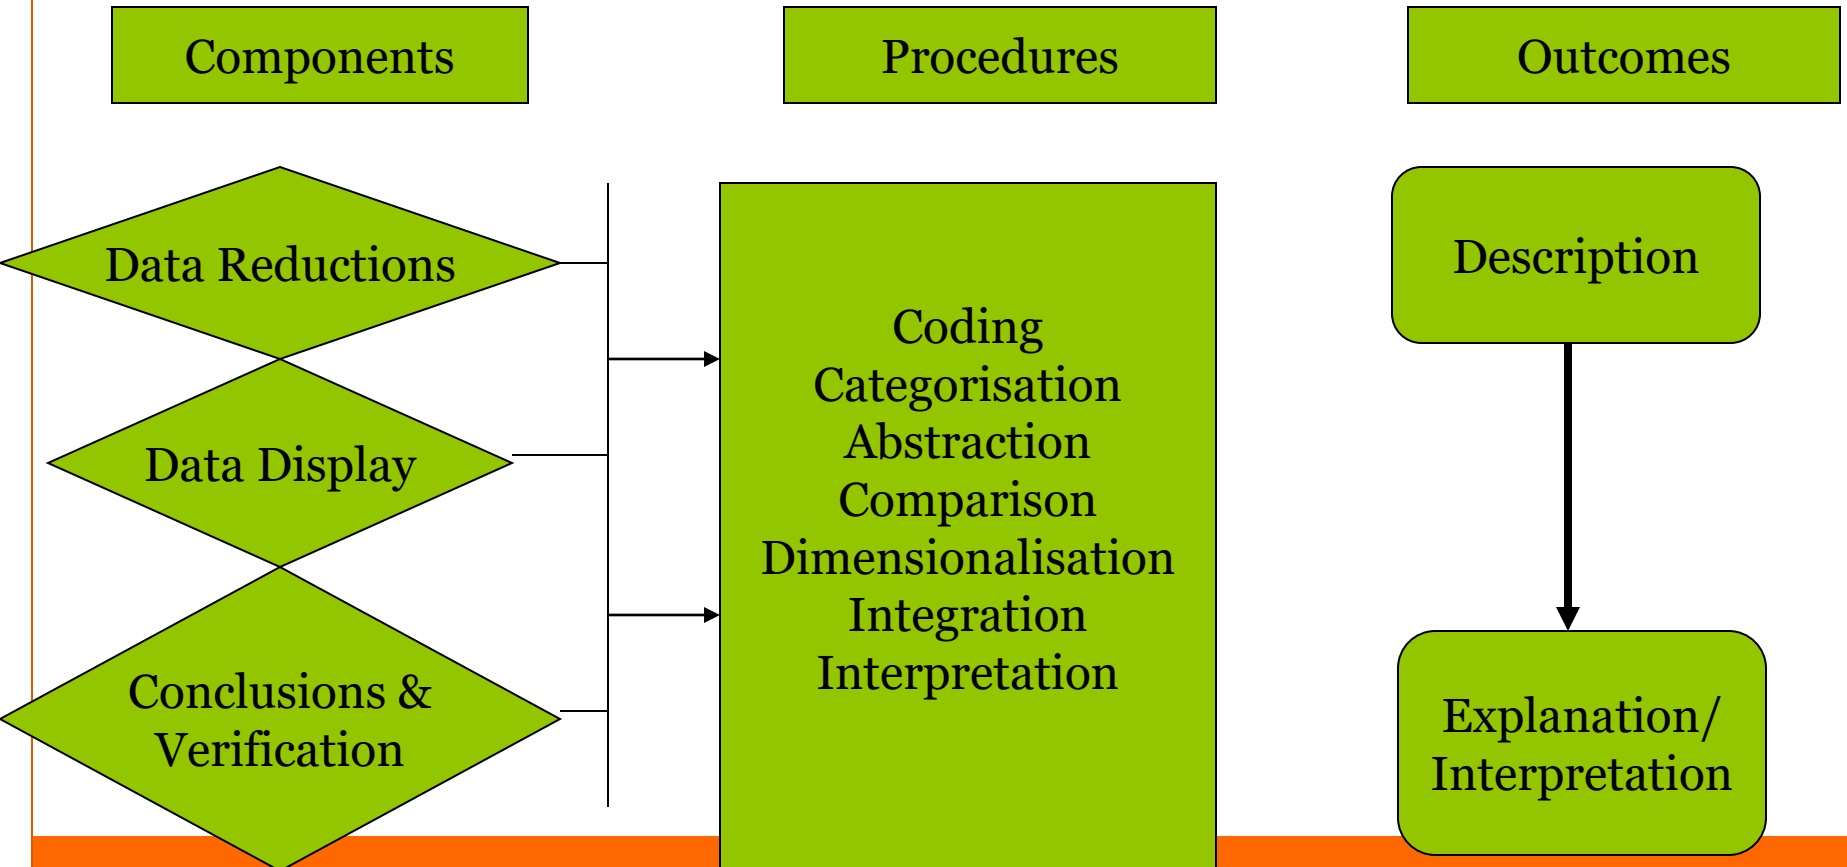 Components
Procedures
Outcomes
Data Reductions
Data Display
Conclusions &
Verification
Coding
Categorisation
Abstraction
Comparison
Dimensionalisation
Integration
Interpretation
Description
Explanation/
Interpretation